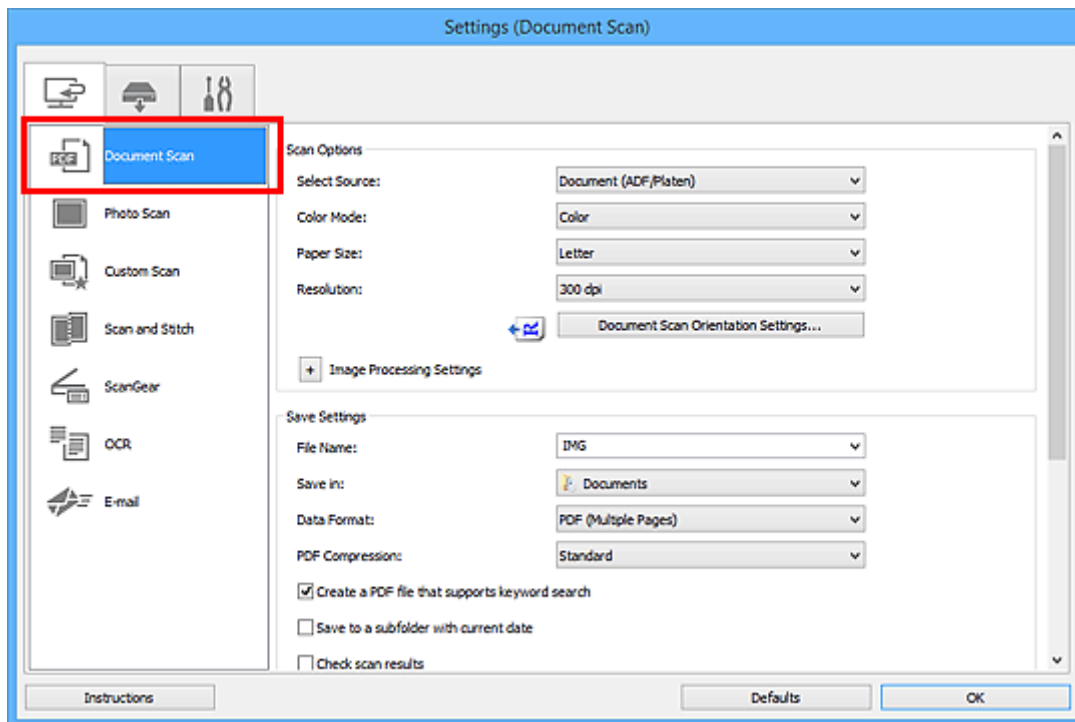 Settings (Document Scan)
PDF
Document Scan
Photo Scan
Custom Scan
Scan and Stitch
ScanGear
OCR
E-mail
Scan Options
Select Source: Document (ADF/Platen)
Color Mode: Color
Paper Size: Letter
Resolution: 300 dpi
R Document Scan Orientation Settings...
+ Image Processing Settings
Save Settings
File Name: IMG
Save in: Documents
Data Format: PDF (Multiple Pages)
PDF Compression: Standard
Create a PDF file that supports keyword search
Save to a subfolder with current date
Check scan results
Instructions Defaults OK